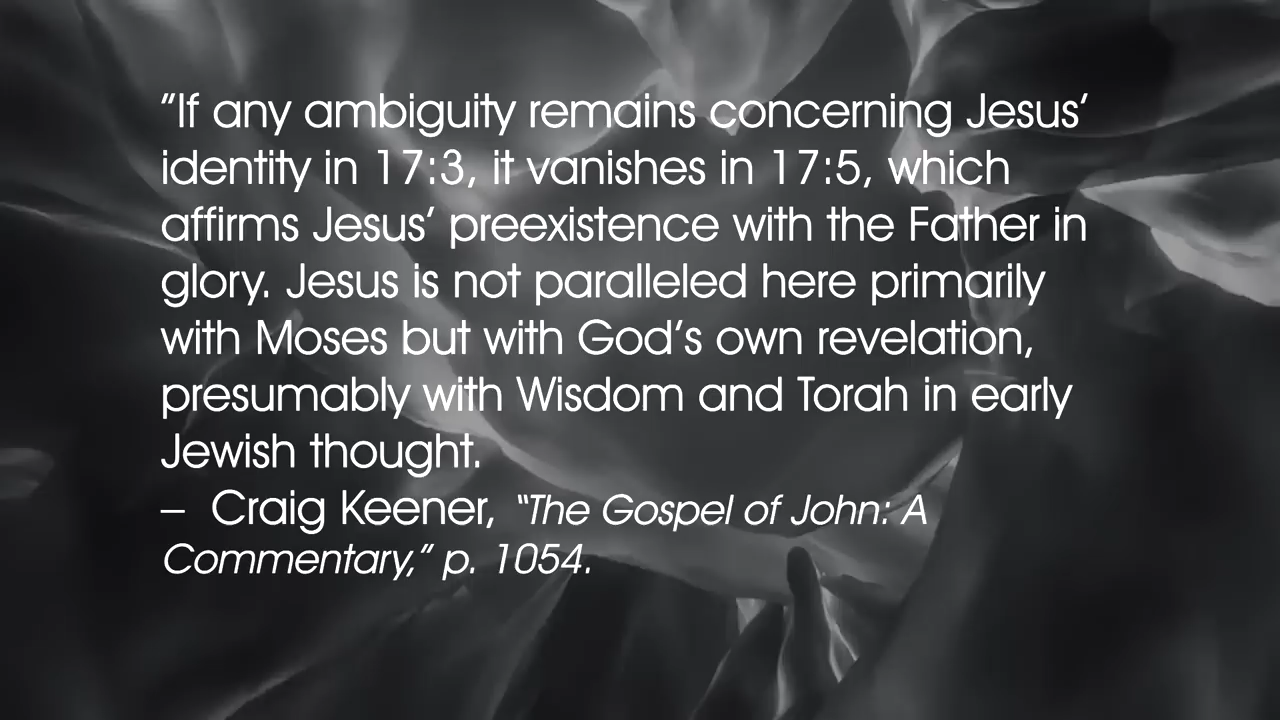 ”If any ambiguity remains concerning Jesus’
identity in 17:3, it vanishes in 17:5, which
affirms Jesus’ preexistence with the Father in
glory. Jesus is not paralleled here primarily
with Moses but with God’s own revelation,
presumably with Wisdom and Torah in early
Jewish thought.
– Craig Keener, “The Gospel of John: A
Commentary,” p. 1054.